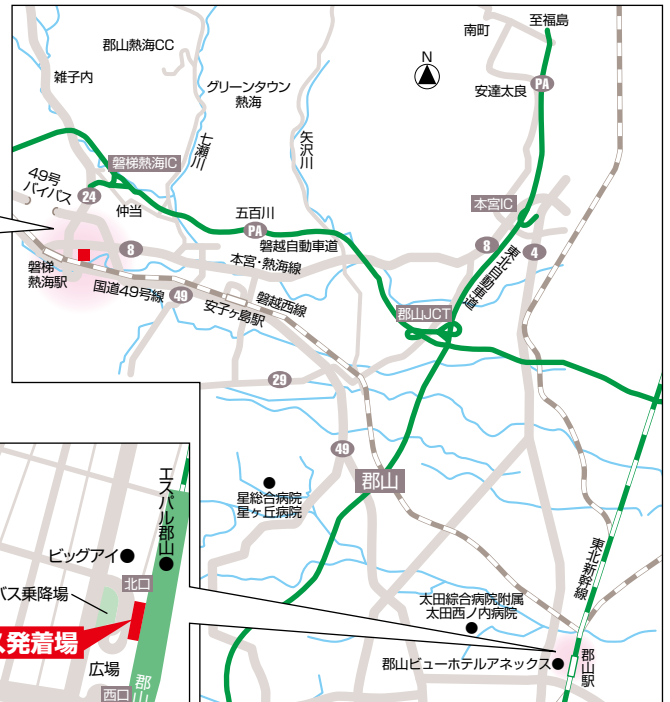 至福島
南町
郡山熱海CC
N
雑子内
グリーンタウン
熱海
安達太良
PA
七瀬川
矢沢川
磐梯熱海IC
49号
バイパス
24
仲当
五百川
PA
本宮IC
磐越自動車道
8
本宮・熱海線
8
4
東北自動車道
磐梯
熱海駅
国道49号線
49
安子ヶ島駅
磐越西線
郡山JCT
29
49
郡山
星総合病院
星ヶ丘病院
エスパル郡山
ビッグアイ
北口
バス乗降場
ス発着場
広場
西口
郡山
東北新幹線
太田綜合病院附属
太田西ノ内病院
郡山ビューホテルアネックス
郡山駅